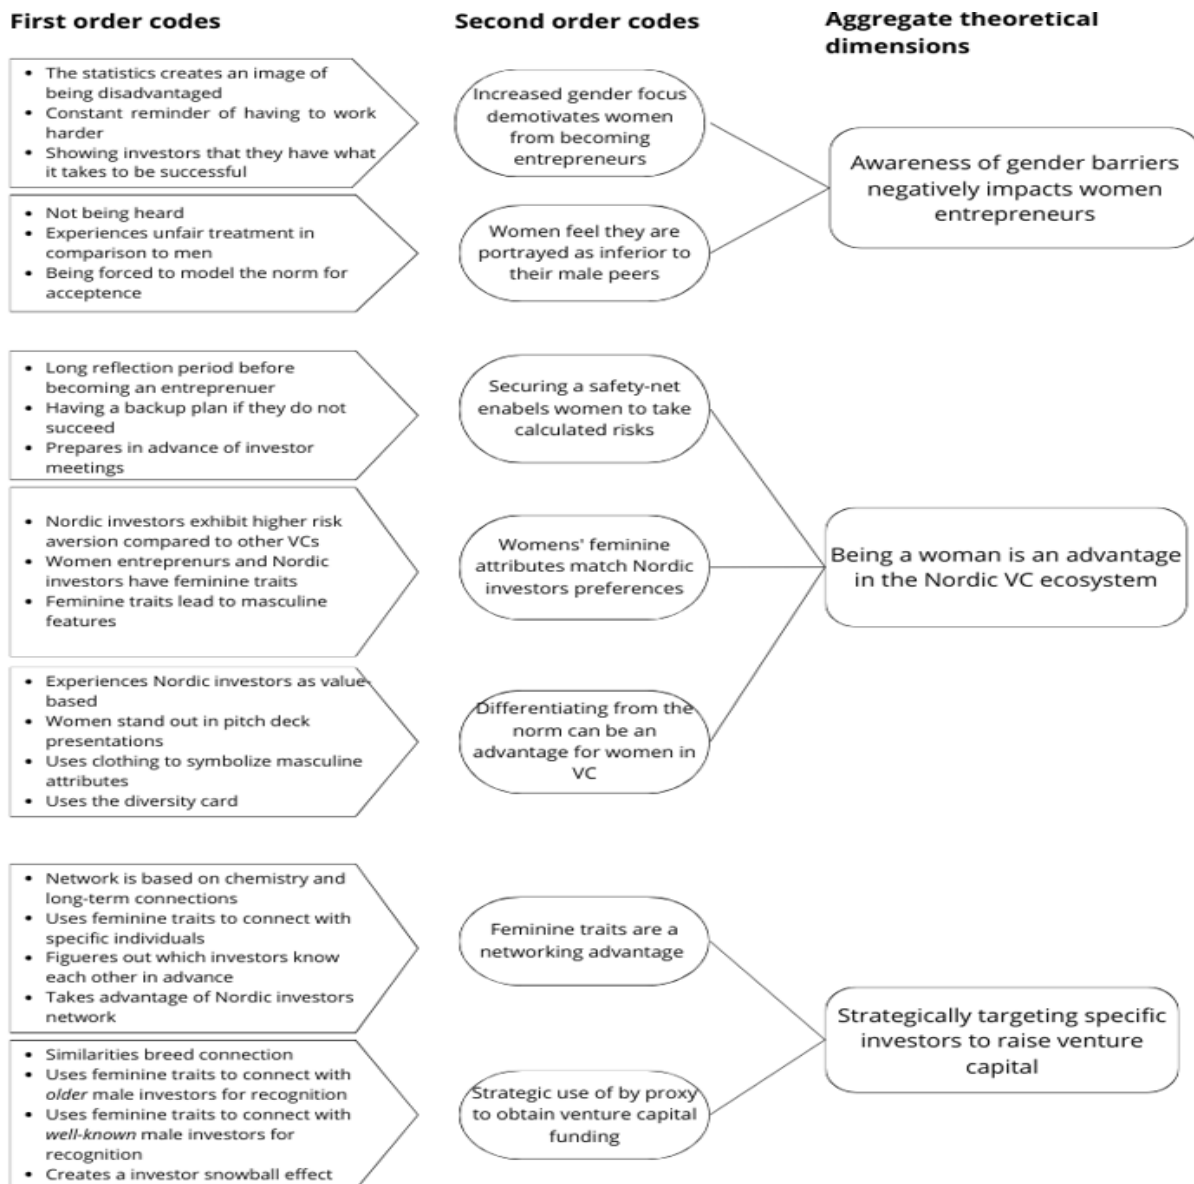 First order codes
Second order codes
Aggregate theoretical
dimensions
• The statistics creates an image of
being disadvantaged
• Constant reminder of having to work
harder
• Showing investors that they have what
it takes to be successful
Increased gender focus
demotivates women
from becoming
entrepreneurs
• Not being heard
• Experiences unfair treatment in
comparison to men
• Being forced to model the norm for
acceptence
Women feel they are
portrayed as inferior to
their male peers
Awareness of gender barriers
negatively impacts women
entrepreneurs
• Long reflection period before
becoming an entreprenuer
• Having a backup plan if they do not
succeed
• Prepares in advance of investor
meetings
Securing a safety-net
enabels women to take
calculated risks
• Nordic investors exhibit higher risk
aversion compared to other VCs
• Women entreprenurs and Nordic
investors have feminine traits
• Feminine traits lead to masculine
features
Womens' feminine
attributes match Nordic
investors preferences
• Experiences Nordic investors as value-
based
• Women stand out in pitch deck
presentations
• Uses clothing to symbolize masculine
attributes
• Uses the diversity card
Differentiating from the
norm can be an
advantage for women in
VC
Being a woman is an advantage
in the Nordic VC ecosystem
• Network is based on chemistry and
long-term connections
• Uses feminine traits to connect with
specific individuals
• Figueres out which investors know
each other in advance
• Takes advantage of Nordic investors
network
Feminine traits are a
networking advantage
• Similarities breed connection
• Uses feminine traits to connect with
older male investors for recognition
• Uses feminine traits to connect with
well-known male investors for
recognition
• Creates a investor snowball effect
Strategic use of by proxy
to obtain venture capital
funding
Strategically targeting specific
investors to raise venture
capital